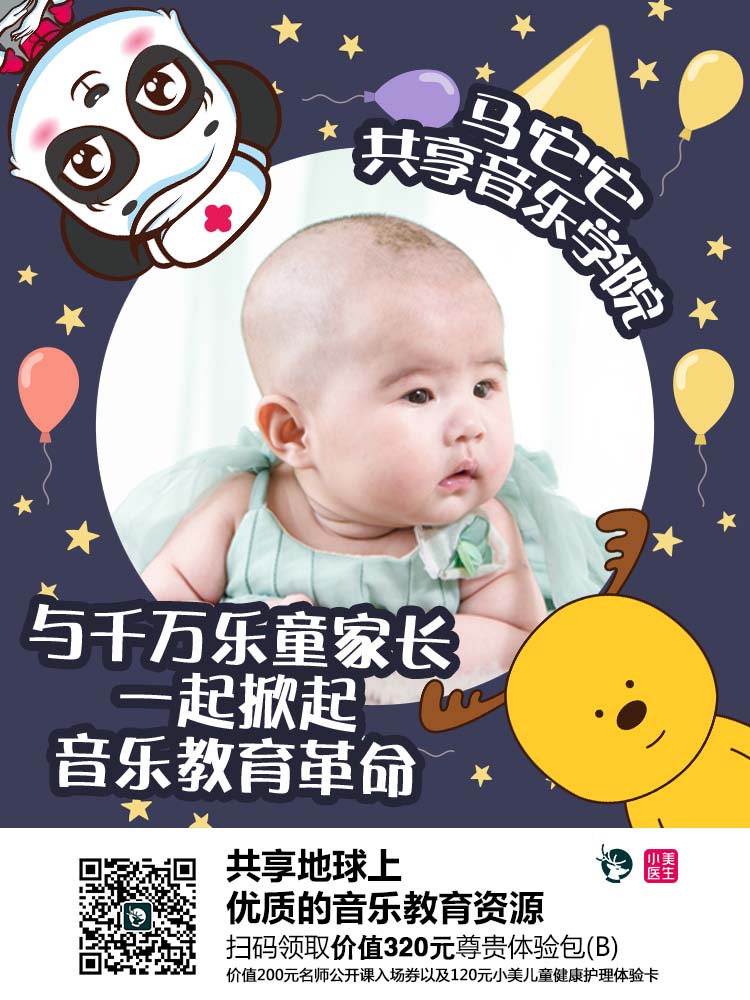 马它它
共享音乐学院
与千万乐童家长
一起掀起
音乐教育革命
共享地球上
优质的音乐教育资源
扫码领取价值320元尊贵体验包(B)
价值200元名师公开课入场券以及120元小美儿童健康护理体验卡
小美
医生